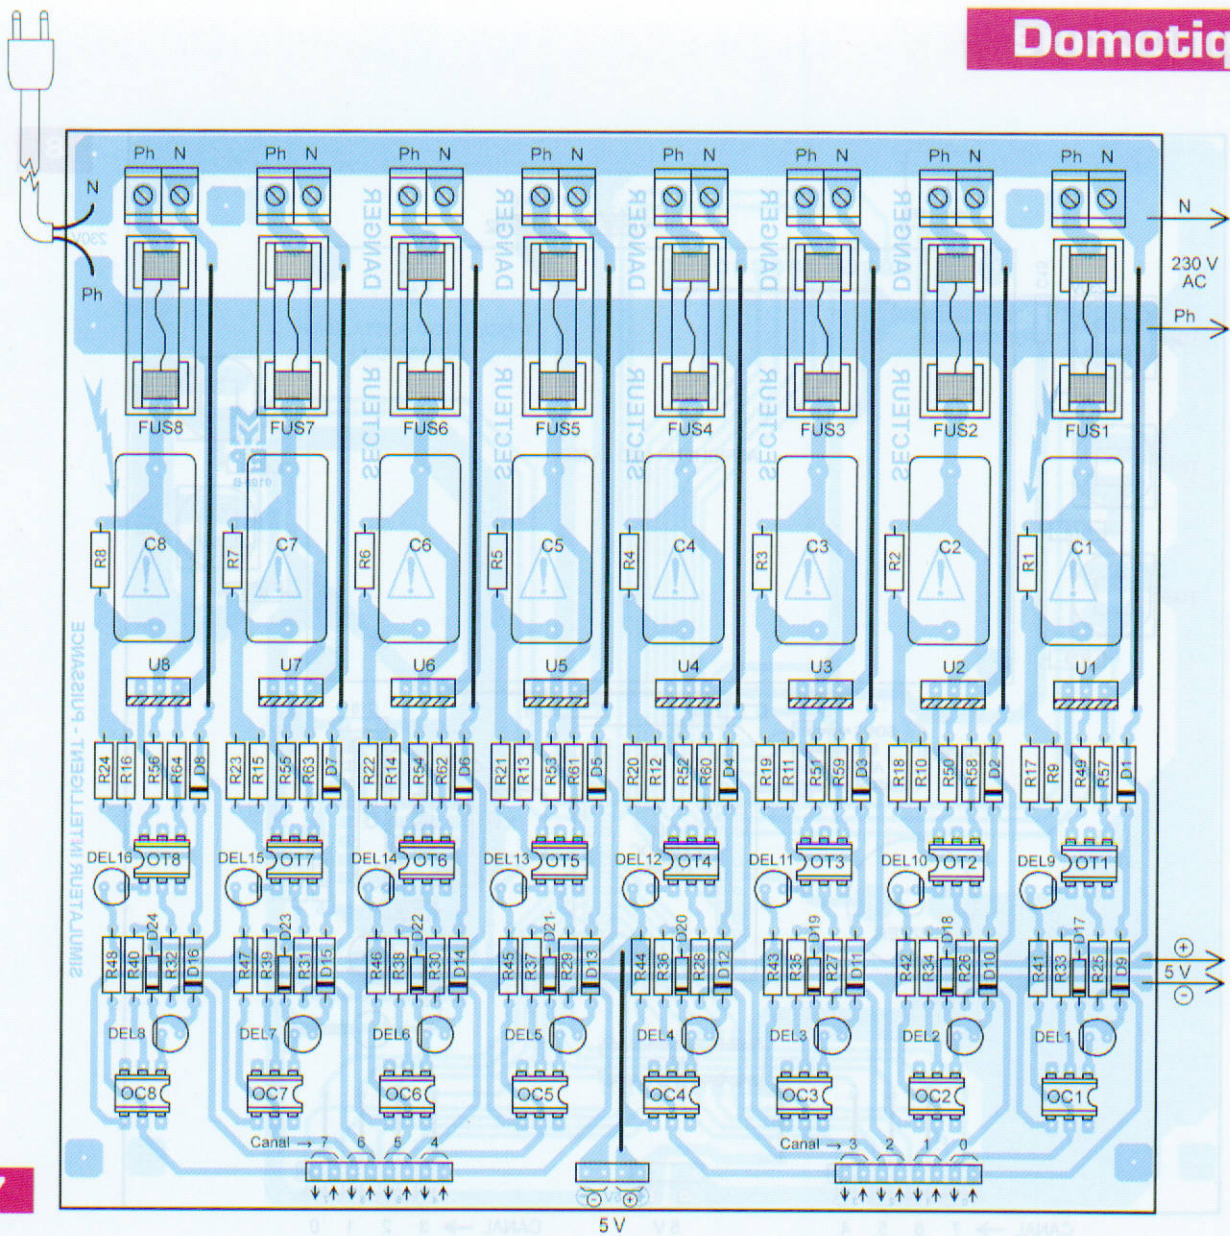 Domotiq
Ph N Ph N Ph N Ph N Ph N Ph N Ph N Ph N
N
Ph
N
230 V
AC
Ph
DANGER DANGER DANGER DANGER DANGER
SECTEUR SECTEUR SECTEUR SECTEUR SECTEUR
FUS8 FUS7 FUS6 FUS5 FUS4 FUS3 FUS2 FUS1
R8 C8 R7 C7 R6 C6 R5 C5 R4 C4 R3 C3 R2 C2 R1 C1
U8 U7 U6 U5 U4 U3 U2 U1
SIMULATEUR INTELLIGENT - PUISSANCE
R24 R16 R56 R64 D8 R23 R15 R55 R63 D7 R22 R14 R54 R62 D6 R21 R13 R53 R61 D5 R20 R12 R52 R60 D4 R19 R11 R51 R59 D3 R18 R10 R50 R58 D2 R17 R9 R49 R57 D1
DEL16 OT8 DEL15 OT7 DEL14 OT6 DEL13 OT5 DEL12 OT4 DEL11 OT3 DEL10 OT2 DEL9 OT1
R48 R40 D24 R32 D16 R47 R39 D23 R31 D15 R46 R38 D22 R30 D14 R45 R37 D21 R29 D13 R44 R36 D20 R28 D12 R43 R35 D19 R27 D11 R42 R34 D18 R26 D10 R41 R33 D17 R25 D9
+
5 V
-
DEL8 DEL7 DEL6 DEL5 DEL4 DEL3 DEL2 DEL1
OC8 OC7 OC6 OC5 OC4 OC3 OC2 OC1
Canal → 7 6 5 4
Canal → 3 2 1 0
- +
5 V